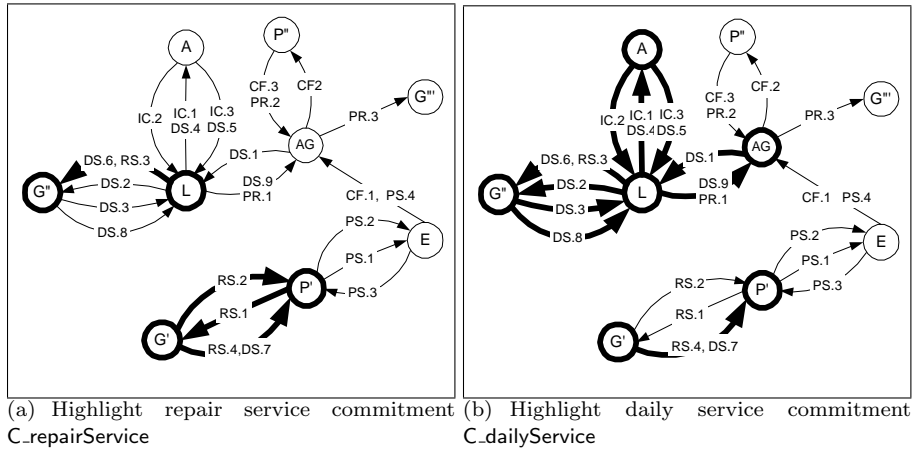 P"
A
CF.3
PR.2
CF2
G"'
IC.2
IC.1
DS.4
IC.3
DS.5
PR.3
AG
DS.1
DS.6, RS.3
DS.2
G"
L
DS.9
PR.1
DS.3
DS.8
CF.1, PS.4
PS.2
E
PS.1
RS.2
P'
PS.3
RS.1
G'
RS.4,DS.7
(a) Highlight repair service commitment
C_repairService
P"
A
CF.3
PR.2
CF.2
G"'
IC.2
IC.1
DS.4
IC.3
DS.5
PR.3
AG
DS.1
DS.6, RS.3
DS.2
G"
L
DS.9
PR.1
DS.3
DS.8
CF.1 PS.4
PS.2
E
PS.1
RS.2
P'
PS.3
RS.1
G'
RS.4, DS.7
(b) Highlight daily service commitment
C_dailyService